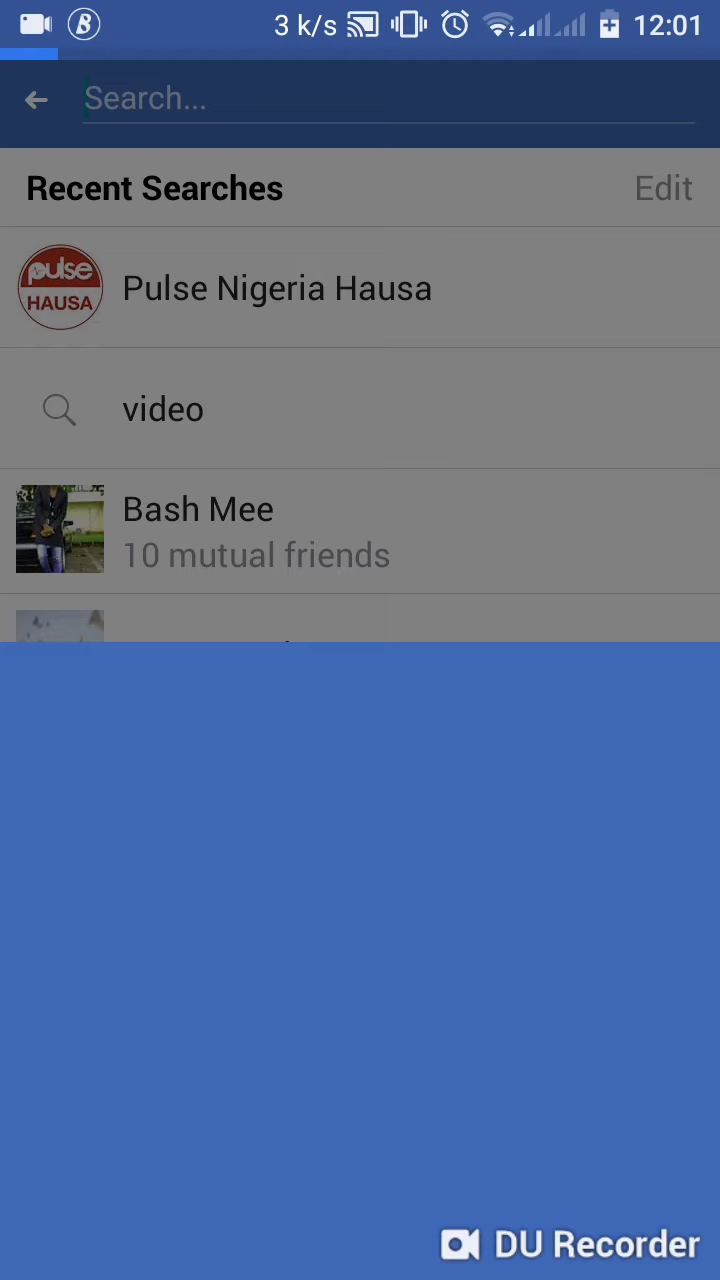 3 k/s 12:01
Search...
Recent Searches Edit
pulse
HAUSA
Pulse Nigeria Hausa
video
Bash Mee
10 mutual friends
DU Recorder